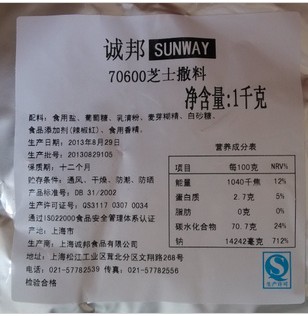 诚邦 SUNWAY
70600芝士撒料
净含量:1千克
配料：食用盐、葡萄糖、乳清粉、麦芽糊精、白砂糖、
食品添加剂(辣椒红)、食用香精。
生产日期：2013年8月29日
生产批号：20130829105
保质期：十二个月
贮存条件：通风、干燥、防潮、防晒
产品标准号：DB 31/2002
生产许可证号：QS3117 0307 0034
通过ISO22000食品安全管理体系认证
产地：上海市
生产商：上海诚邦食品有限公司
地址：上海松江工业区茸北分区文翔路268号
电话：021-57782539 传真：021-57782556
检验合格
营养成分表
项目 每100克 NRV%
能量 1040千焦 12%
蛋白质 2.7克 5%
脂肪 0克 0%
碳水化合物 70.7克 24%
钠 14242毫克 712%
生产许可